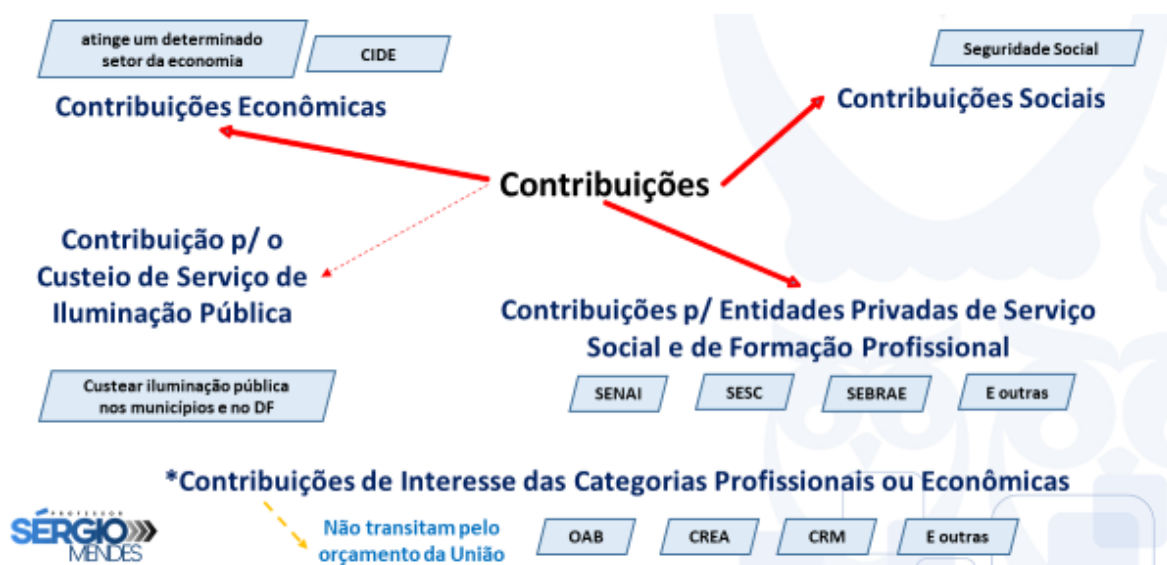 atinge um determinado
setor da economia
CIDE
Seguridade Social
Contribuições Econômicas
Contribuições Sociais
Contribuições
Contribuição p/ o
Custeio de Serviço de
Iluminação Pública
Contribuições p/ Entidades Privadas de Serviço
Social e de Formação Profissional
Custear iluminação pública
nos municípios e no DF
SENAI
SESC
SEBRAE
E outras
*Contribuições de Interesse das Categorias Profissionais ou Econômicas
PROFESSOR
SÉRGIO
MENDES
Não transitam pelo
orçamento da União
OAB
CREA
CRM
E outras